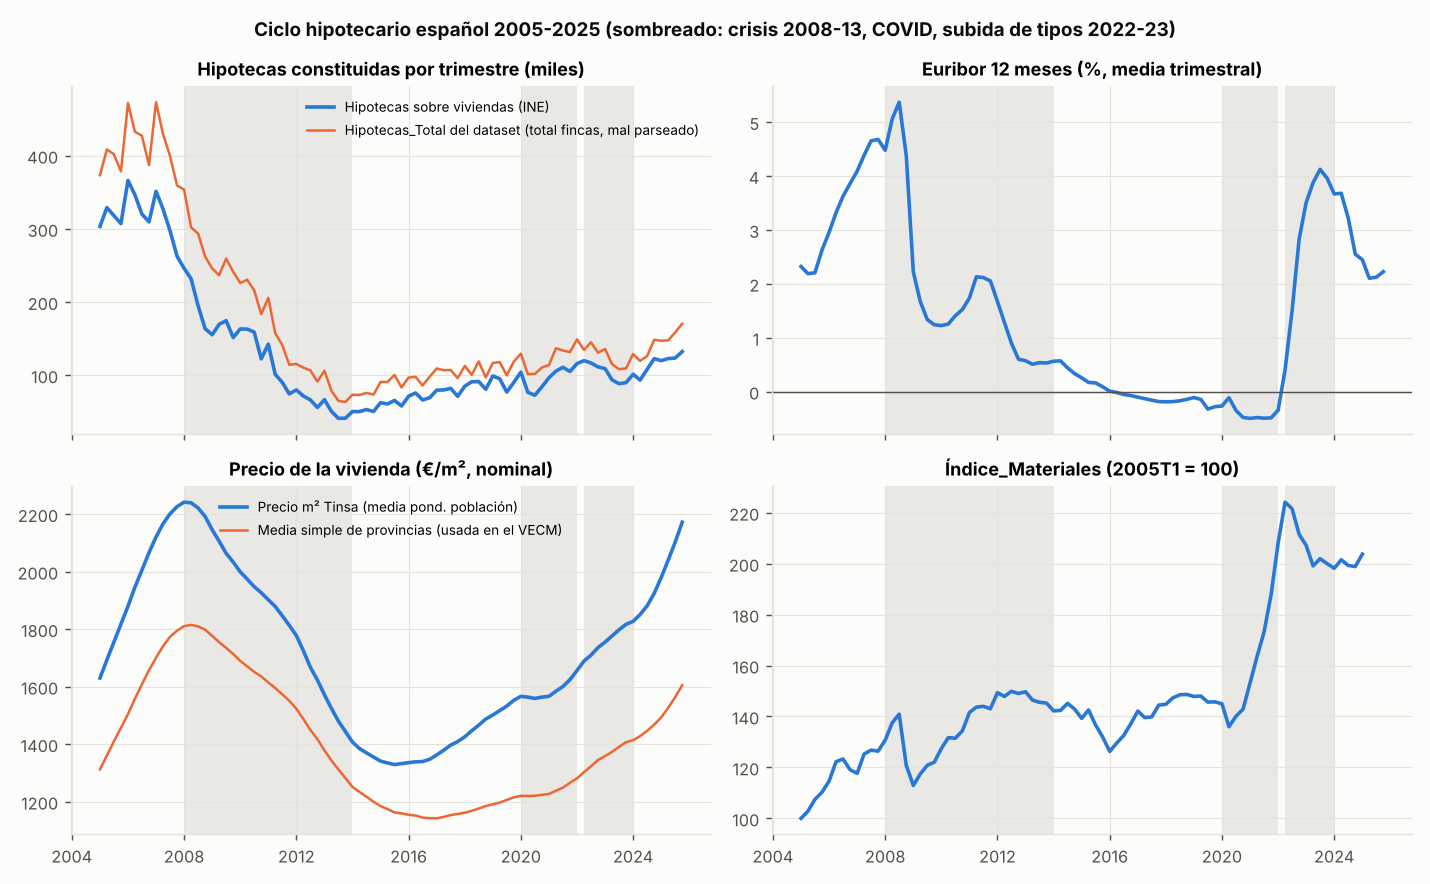 Ciclo hipotecario español 2005-2025 (sombreado: crisis 2008-13, COVID, subida de tipos 2022-23)
Hipotecas constituidas por trimestre (miles)
Hipotecas sobre viviendas (INE)
Hipotecas_Total del dataset (total fincas, mal parseado)
400
300
200
100
Euribor 12 meses (%, media trimestral)
5
4
3
2
1
0
Precio de la vivienda (€/m², nominal)
Precio m² Tinsa (media pond. población)
Media simple de provincias (usada en el VECM)
2200
2000
1800
1600
1400
1200
2004 2008 2012 2016 2020 2024
Índice_Materiales (2005T1 = 100)
220
200
180
160
140
120
100
2004 2008 2012 2016 2020 2024